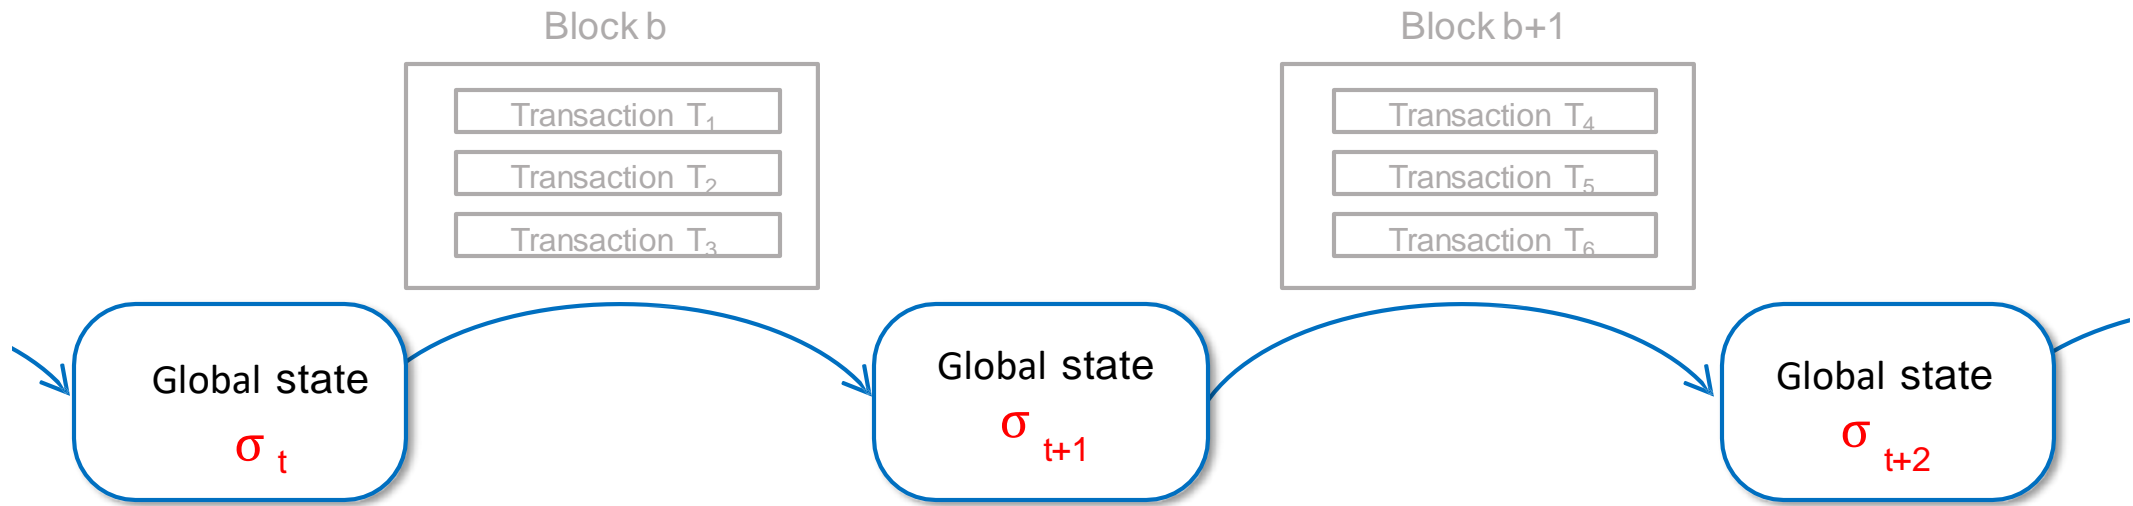 Block b
Transaction T1
Transaction T2
Transaction T3
Block b+1
Transaction T4
Transaction T5
Transaction T6
Global state
σ t
Global state
σ t+1
Global state
σ t+2